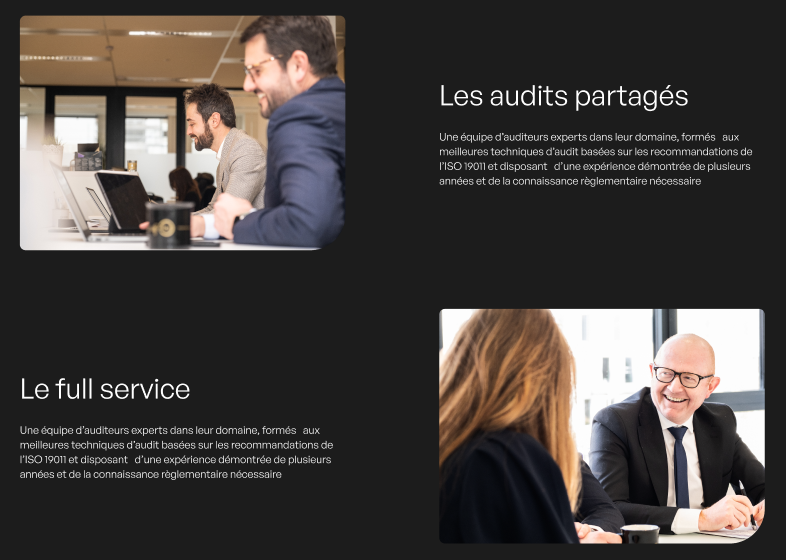 Les audits partagés
Une équipe d'auditeurs experts dans leur domaine, formés aux
meilleures techniques d'audit basées sur les recommandations de
l'ISO 19011 et disposant d'une expérience démontrée de plusieurs
années et de la connaissance règlementaire nécessaire
Le full service
Une équipe d'auditeurs experts dans leur domaine, formés aux
meilleures techniques d'audit basées sur les recommandations de
l'ISO 19011 et disposant d'une expérience démontrée de plusieurs
années et de la connaissance règlementaire nécessaire